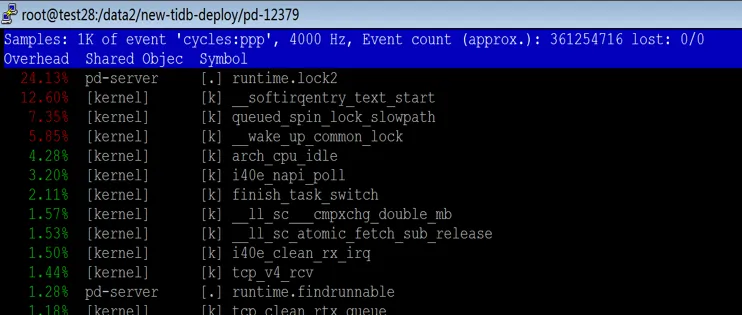 root@test28:/data2/new-tidb-deploy/pd-12379
Samples: 1K of event 'cycles:ppp', 4000 Hz, Event count (approx.): 361254716 lost: 0/0
Overhead  Shared Objec  Symbol
24.13%  pd-server     [.] runtime.lock2
12.60%  [kernel]      [k] __softirqentry_text_start
7.35%  [kernel]      [k] queued_spin_lock_slowpath
5.85%  [kernel]      [k] __wake_up_common_lock
4.28%  [kernel]      [k] arch_cpu_idle
3.20%  [kernel]      [k] i40e_napi_poll
2.11%  [kernel]      [k] finish_task_switch
1.57%  [kernel]      [k] __ll_sc___cmpxchg_double_mb
1.53%  [kernel]      [k] __ll_sc_atomic_fetch_sub_release
1.50%  [kernel]      [k] i40e_clean_rx_irq
1.44%  [kernel]      [k] tcp_v4_rcv
1.28%  pd-server     [.] runtime.findrunnable
1.18%  [kernel]      [k] tcp_clean_rtx_queue